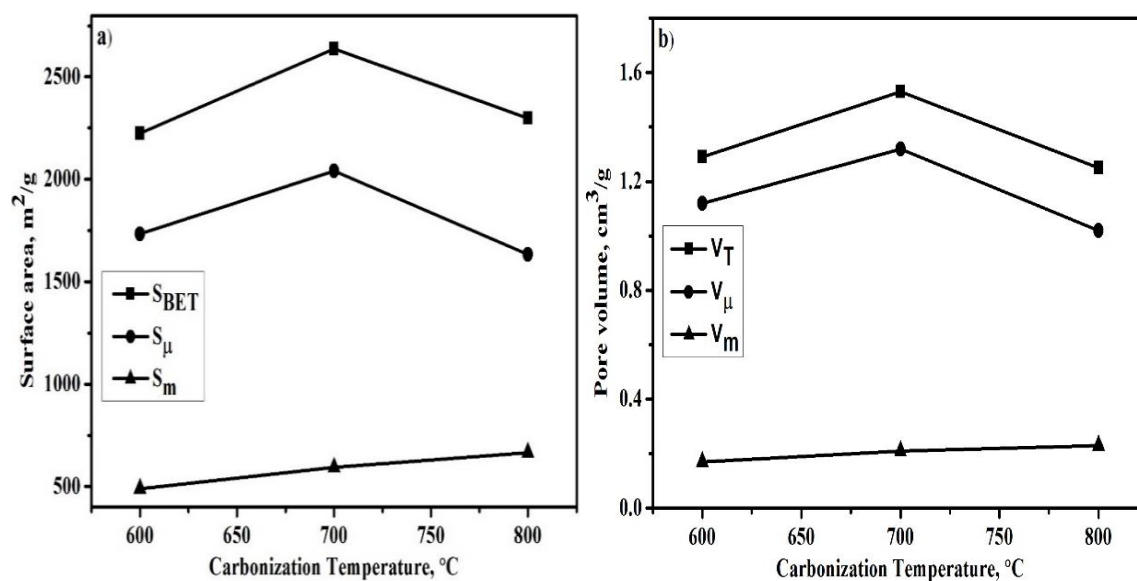 a)
Surface area, m²/g
2500
2000
1500
1000
500
S_BET
S_μ
S_m
600 650 700 750 800
Carbonization Temperature, °C
b)
Pore volume, cm³/g
1.6
1.2
0.8
0.4
0.0
V_T
V_μ
V_m
600 650 700 750 800
Carbonization Temperature, °C